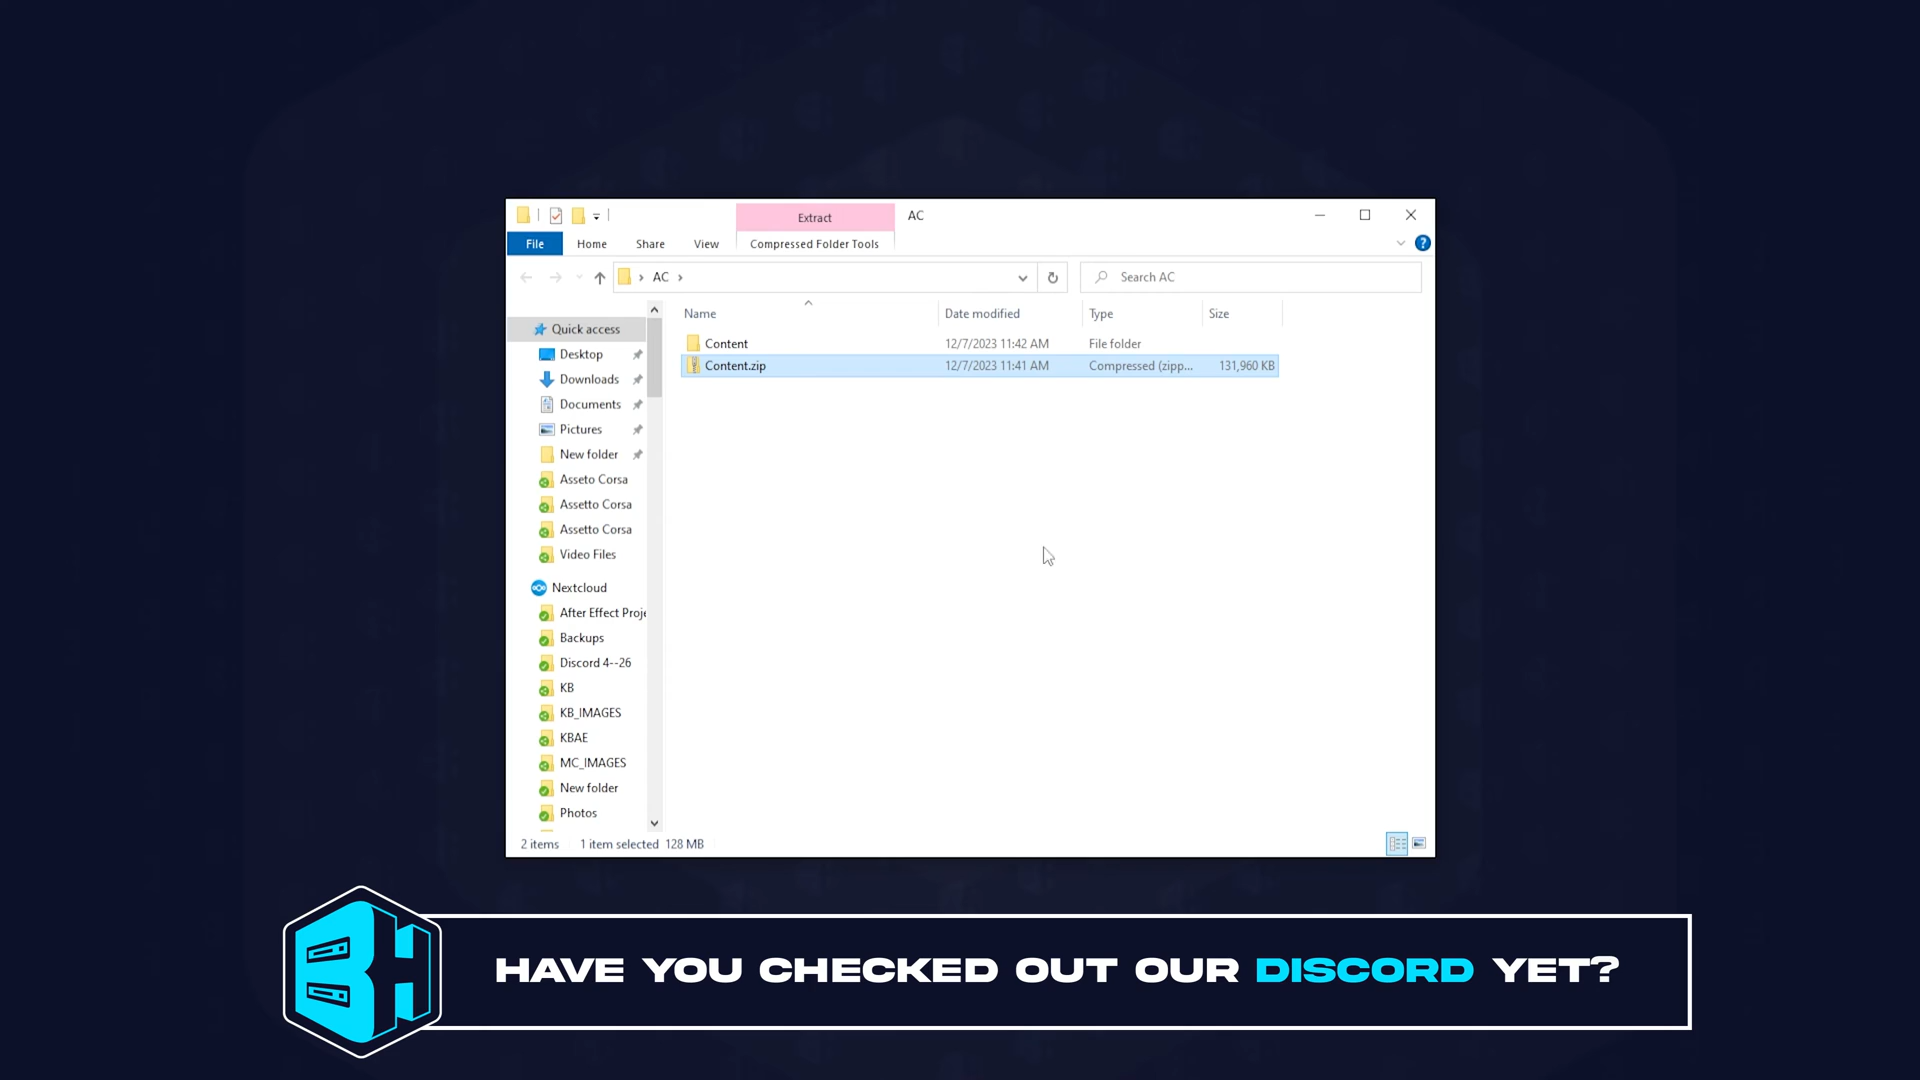 Extract
AC
File
Home
Share
View
Compressed Folder Tools
AC
Search AC
Name
Date modified
Type
Size
Quick access
Desktop
Downloads
Documents
Pictures
New folder
Asseto Corsa
Assetto Corsa
Assetto Corsa
Video Files
Nextcloud
After Effect Proje
Backups
Discord 4--26
KB
KB_IMAGES
KBAE
MC_IMAGES
New folder
Photos
Content 12/7/2023 11:42 AM File folder
Content.zip 12/7/2023 11:41 AM Compressed (zipp... 131,960 KB
2 items 1 item selected 128 MB
HAVE YOU CHECKED OUT OUR DISCORD YET?